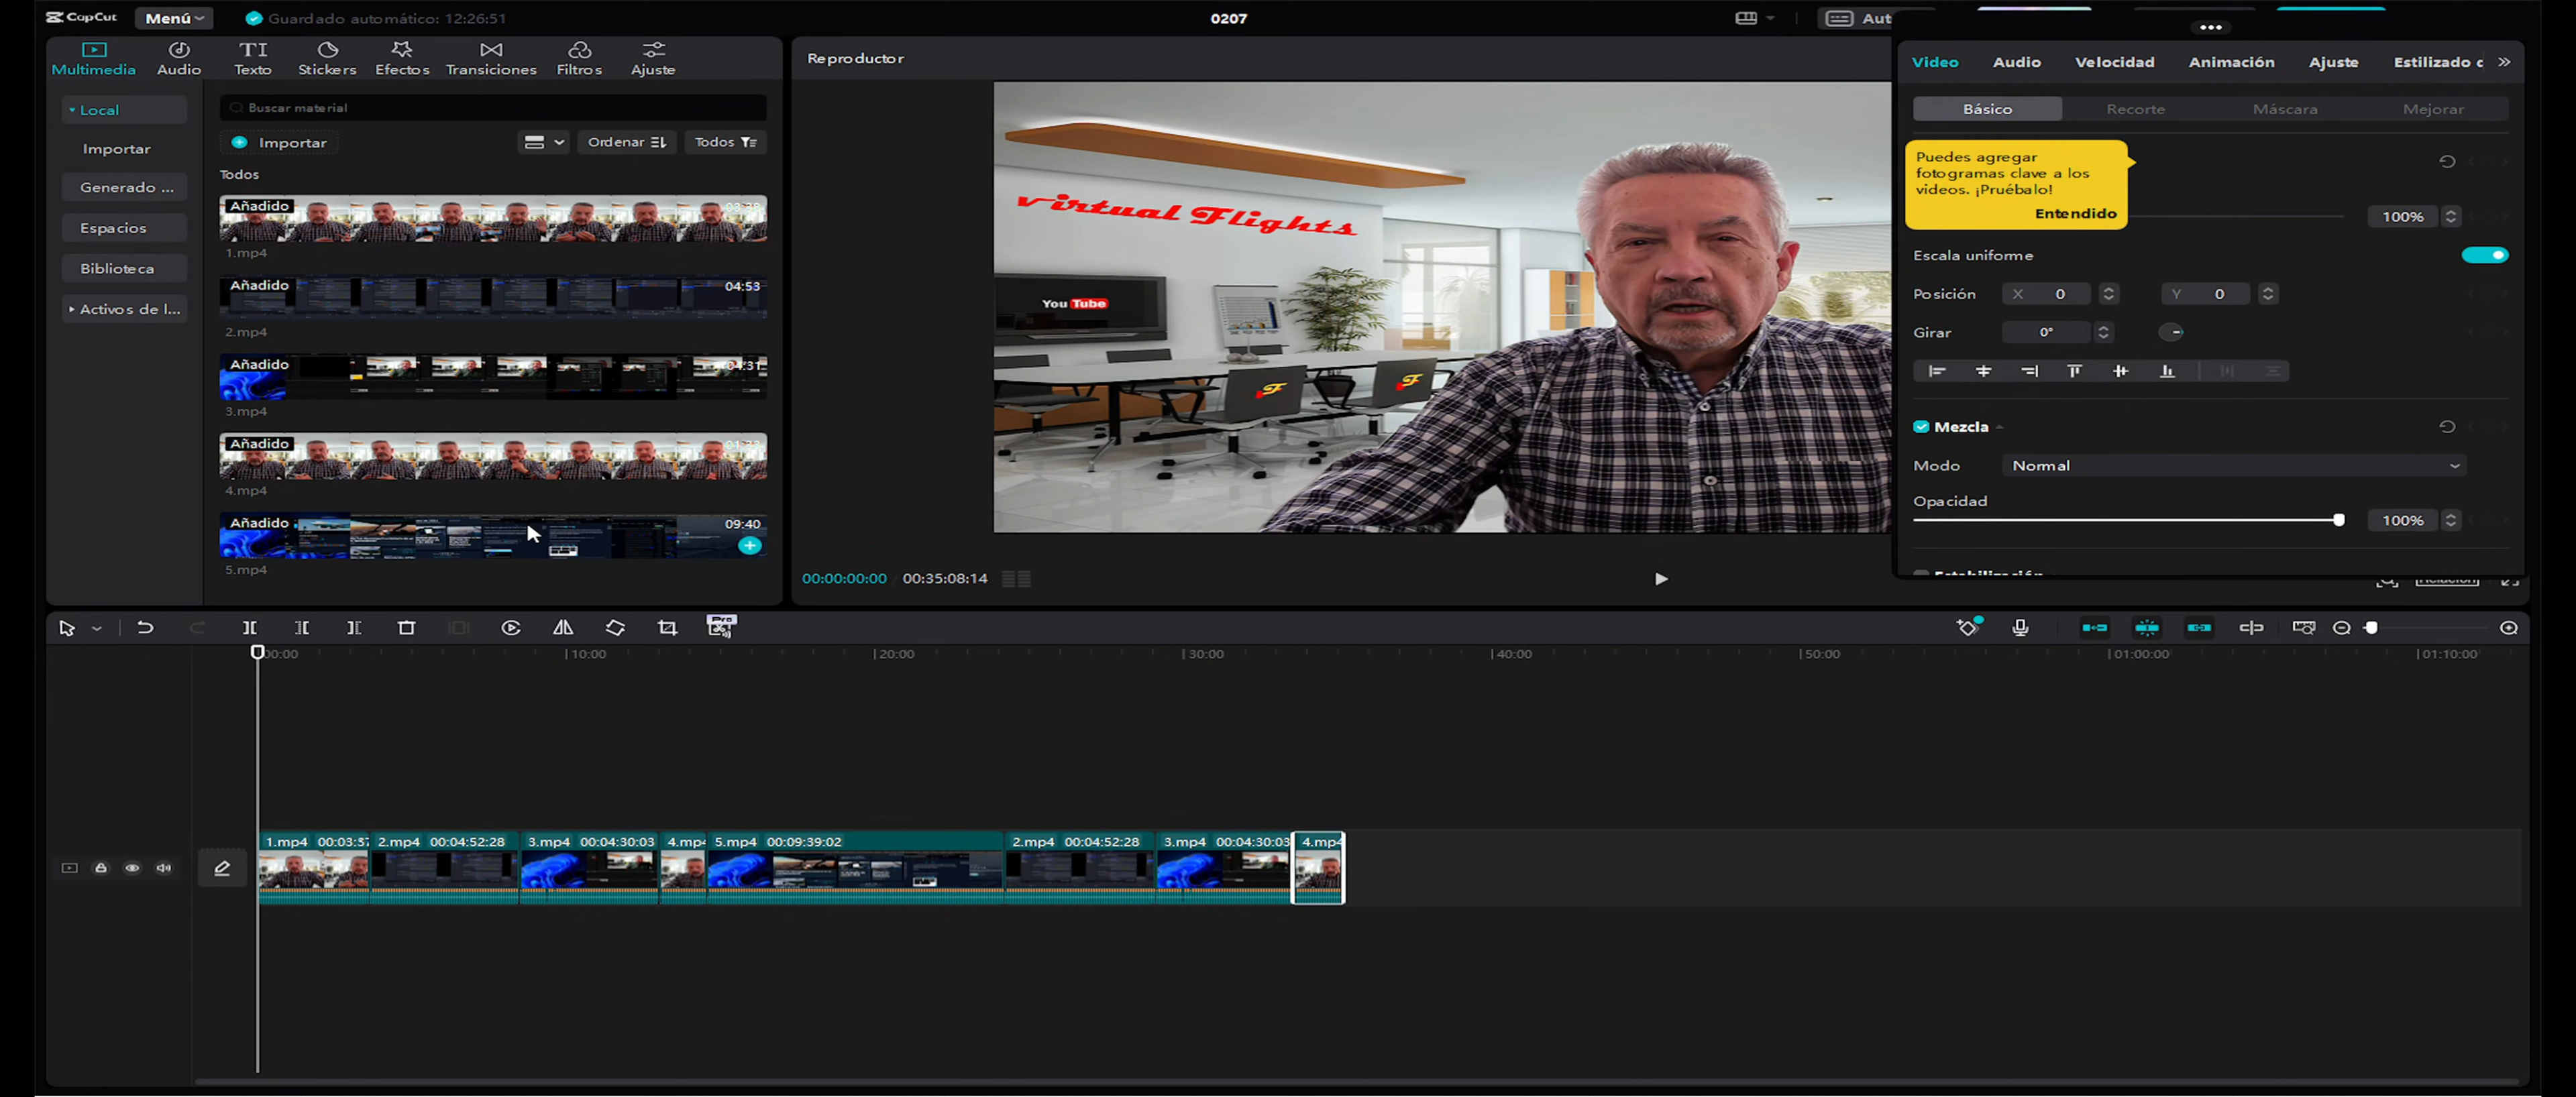 CapCut
Menú
Guardado automático: 12:26:51
0207
Aut
Multimedia
Audio
Texto
Stickers
Efectos
Transiciones
Filtros
Ajuste
Local
Importar
Generado ...
Espacios
Biblioteca
Activos de l...
Buscar material
Importar
Ordenar
Todos
Todos
Añadido
1.mp4
Añadido 04:53
2.mp4
Añadido 04:31
3.mp4
Añadido 01:33
4.mp4
Añadido 09:40
5.mp4
Reproductor
Virtual Flights
You Tube
F
F
00:00:00:00 00:35:08:14
Video
Audio
Velocidad
Animación
Ajuste
Estilizado c
Básico
Recorte
Máscara
Mejorar
Puedes agregar
fotogramas clave a los
videos. ¡Pruébalo!
Entendido
100%
Escala uniforme
Posición X 0 Y 0
Girar 0°
Mezcla
Modo Normal
Opacidad
100%
Estabilización
Relación
Pro
00:00 10:00 20:00 30:00 40:00 50:00 01:00:00 01:10:00
1.mp4 00:03:57
2.mp4 00:04:52:28
3.mp4 00:04:30:03
4.mp4
5.mp4 00:09:39:02
2.mp4 00:04:52:28
3.mp4 00:04:30:03
4.mp4